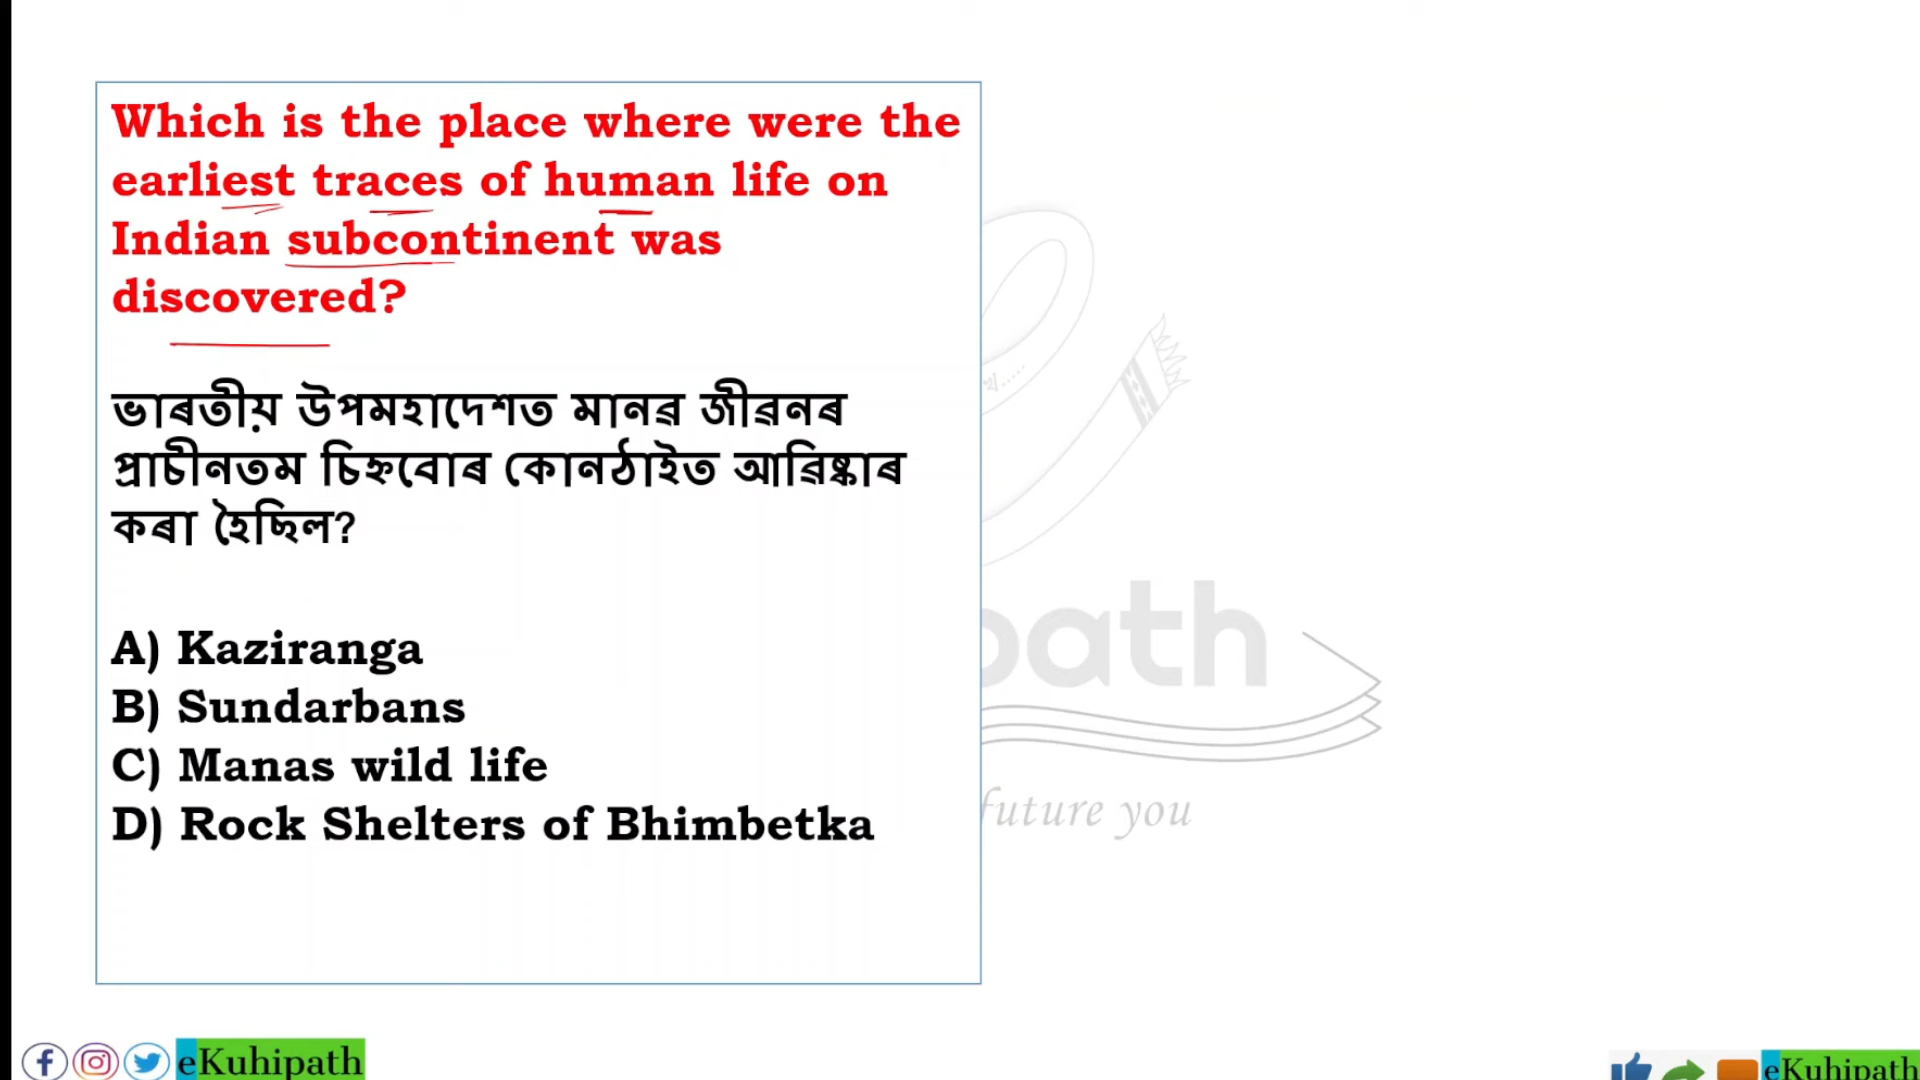 Which is the place where were the
earliest traces of human life on
Indian subcontinent was
discovered?
ভাৰতীয় উপমহাদেশত মানৱ জীৱনৰ
প্ৰাচীনতম চিহ্নবোৰ কোনঠাইত আৱিষ্কাৰ
কৰা হৈছিল?
A) Kaziranga
B) Sundarbans
C) Manas wild life
D) Rock Shelters of Bhimbetka
path
future you
eKuhipath
eKuhipath